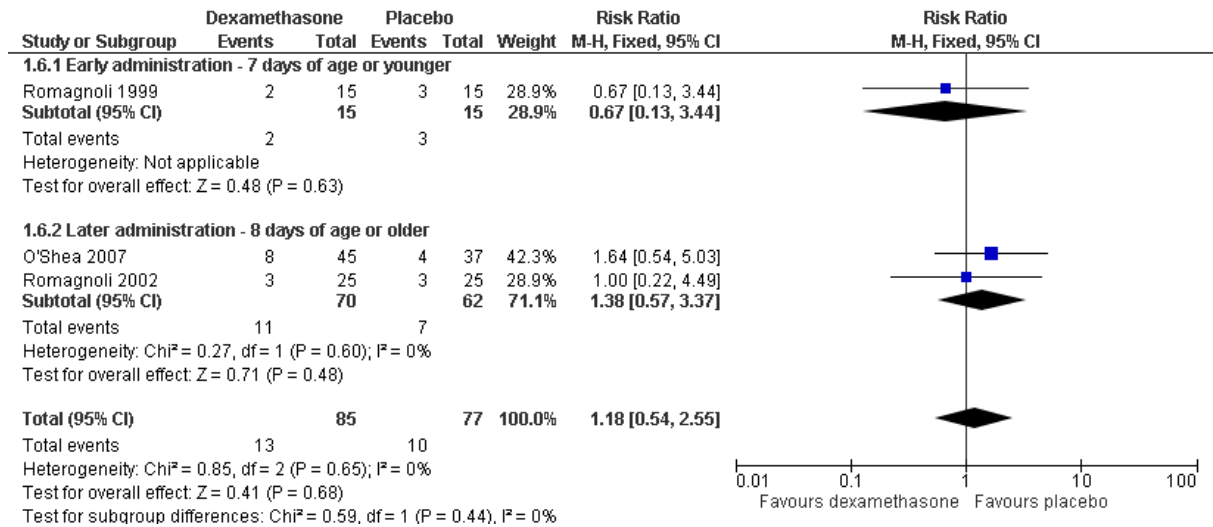 Dexamethasone Placebo Risk Ratio Risk Ratio
Study or Subgroup Events Total Events Total Weight M-H, Fixed, 95% CI M-H, Fixed, 95% CI
1.6.1 Early administration - 7 days of age or younger
Romagnoli 1999 2 15 3 15 28.9% 0.67 [0.13, 3.44]
Subtotal (95% CI) 15 15 28.9% 0.67 [0.13, 3.44]
Total events 2 3
Heterogeneity: Not applicable
Test for overall effect: Z = 0.48 (P = 0.63)
1.6.2 Later administration - 8 days of age or older
O'Shea 2007 8 45 4 37 42.3% 1.64 [0.54, 5.03]
Romagnoli 2002 3 25 3 25 28.9% 1.00 [0.22, 4.49]
Subtotal (95% CI) 70 62 71.1% 1.38 [0.57, 3.37]
Total events 11 7
Heterogeneity: Chi² = 0.27, df = 1 (P = 0.60); I² = 0%
Test for overall effect: Z = 0.71 (P = 0.48)
Total (95% CI) 85 77 100.0% 1.18 [0.54, 2.55]
Total events 13 10
Heterogeneity: Chi² = 0.85, df = 2 (P = 0.65); I² = 0%
Test for overall effect: Z = 0.41 (P = 0.68)
Test for subgroup differences: Chi² = 0.59, df = 1 (P = 0.44), I² = 0%
0.01 0.1 1 10 100
Favours dexamethasone Favours placebo